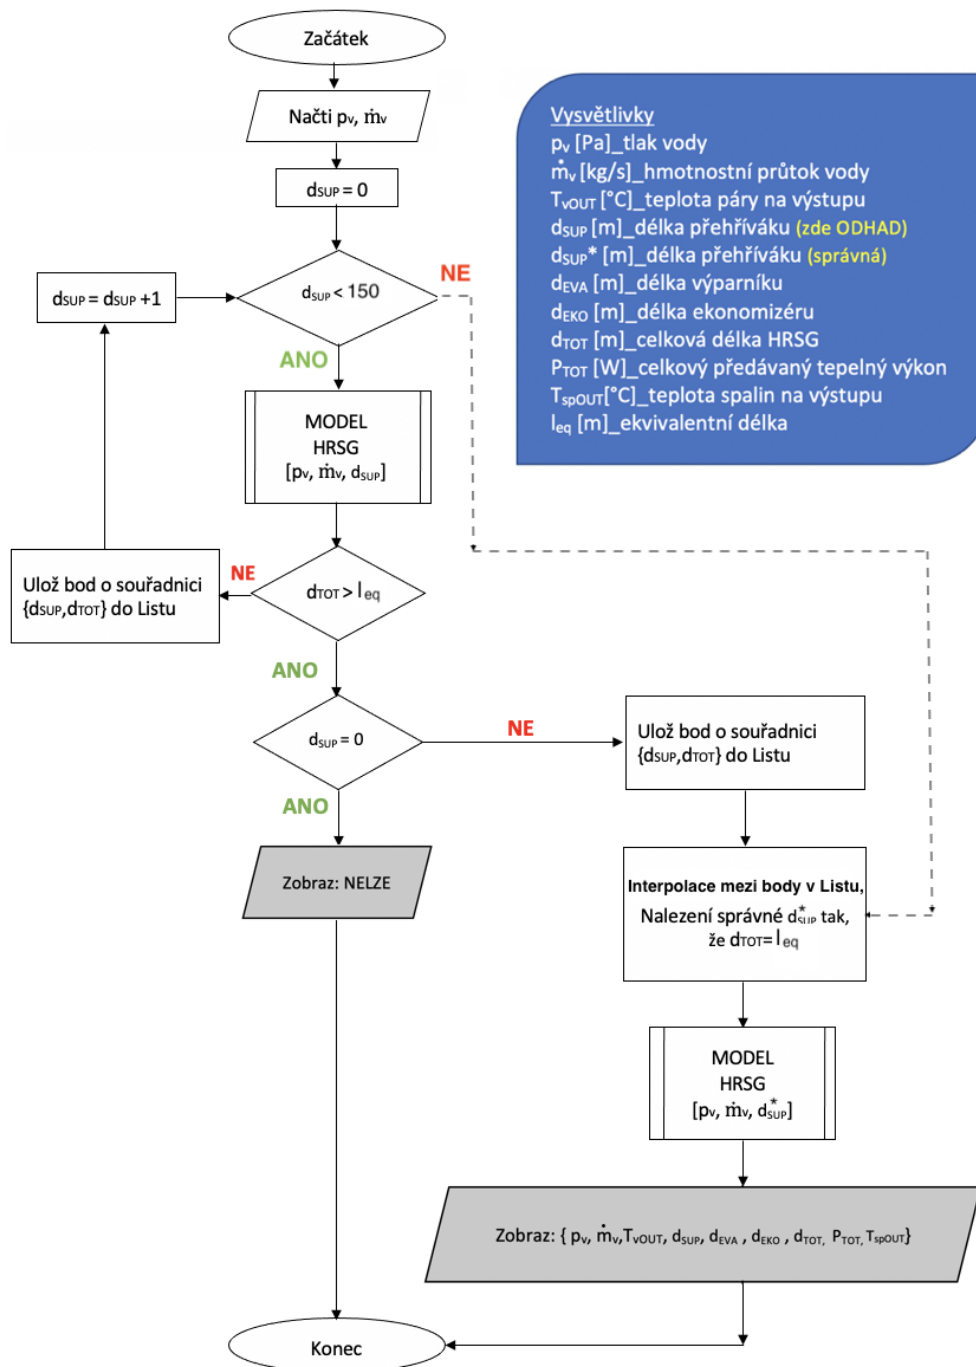 Začátek
Načti pv, ṁv
dSUP = 0
dSUP < 150
NE
dSUP = dSUP +1
ANO
MODEL
HRSG
[pv, ṁv, dSUP]
NE
dTOT > leq
Ulož bod o souřadnici
{dSUP,dTOT} do Listu
ANO
dSUP = 0
NE
Ulož bod o souřadnici
{dSUP,dTOT} do Listu
ANO
Zobraz: NELZE
Interpolace mezi body v Listu,
Nalezení správné d*SUP tak,
že dTOT= leq
MODEL
HRSG
[pv, ṁv, d*SUP]
Zobraz: { pv, ṁv,TvOUT, dSUP, dEVA , dEKO , dTOT, PTOT, TspOUT}
Konec
Vysvětlivky
pv [Pa]_tlak vody
ṁv [kg/s]_hmotnostní průtok vody
TvOUT [°C]_teplota páry na výstupu
dSUP [m]_délka přehříváku (zde ODHAD)
dSUP* [m]_délka přehříváku (správná)
dEVA [m]_délka výparníku
dEKO [m]_délka ekonomizéru
dTOT [m]_celková délka HRSG
PTOT [W]_celkový předávaný tepelný výkon
TspOUT[°C]_teplota spalin na výstupu
leq [m]_ekvivalentní délka